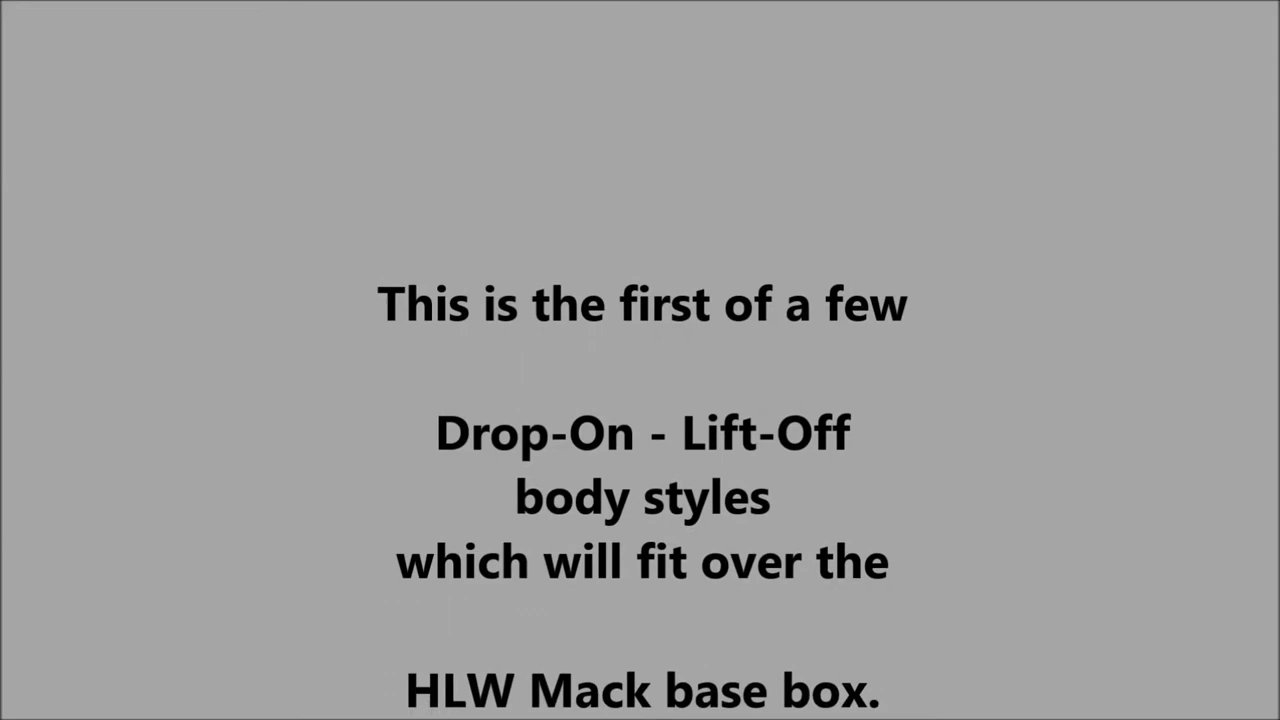 This is the first of a few
Drop-On - Lift-Off
body styles
which will fit over the
HLW Mack base box.